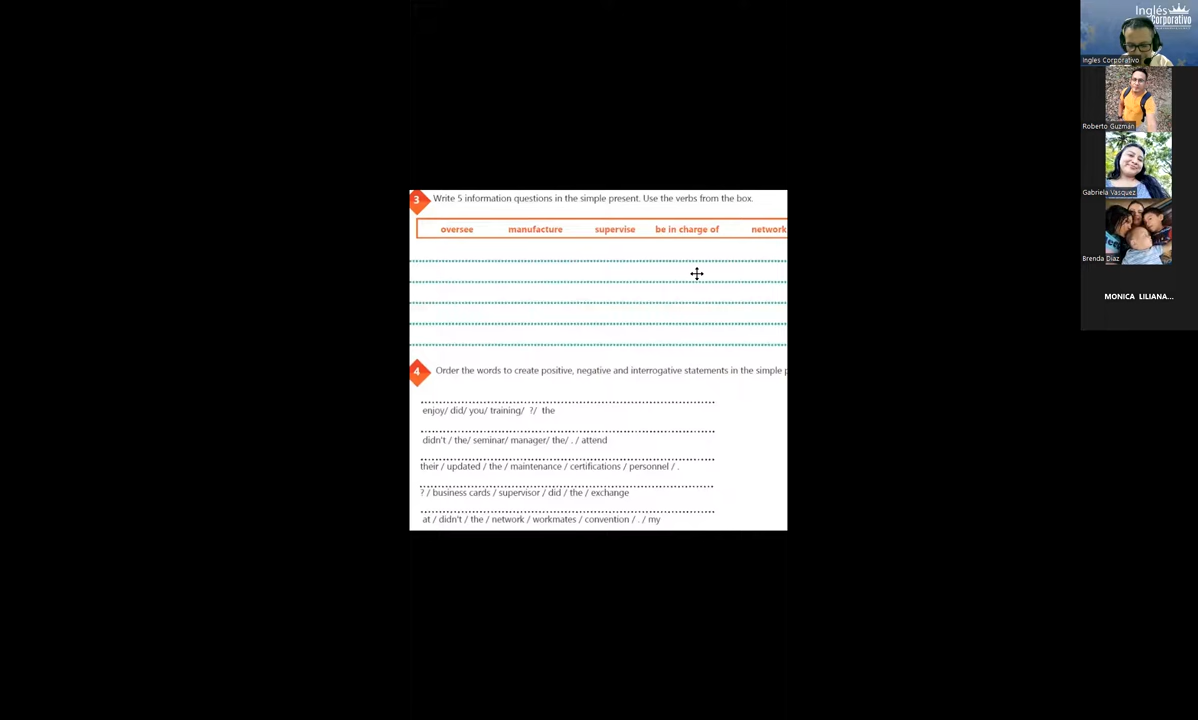 Inglés
Corporativo
Ingles Corporativo
Roberto Guzmán
Gabriela Vasquez
Brenda Diaz
MONICA LILIANA...
3 Write 5 information questions in the simple present. Use the verbs from the box.
oversee manufacture supervise be in charge of network
4 Order the words to create positive, negative and interrogative statements in the simple p
enjoy/ did/ you/ training/ ?/ the
didn't / the/ seminar/ manager/ the/ . / attend
their / updated / the / maintenance / certifications / personnel / .
? / business cards / supervisor / did / the / exchange
at / didn't / the / network / workmates / convention / . / my